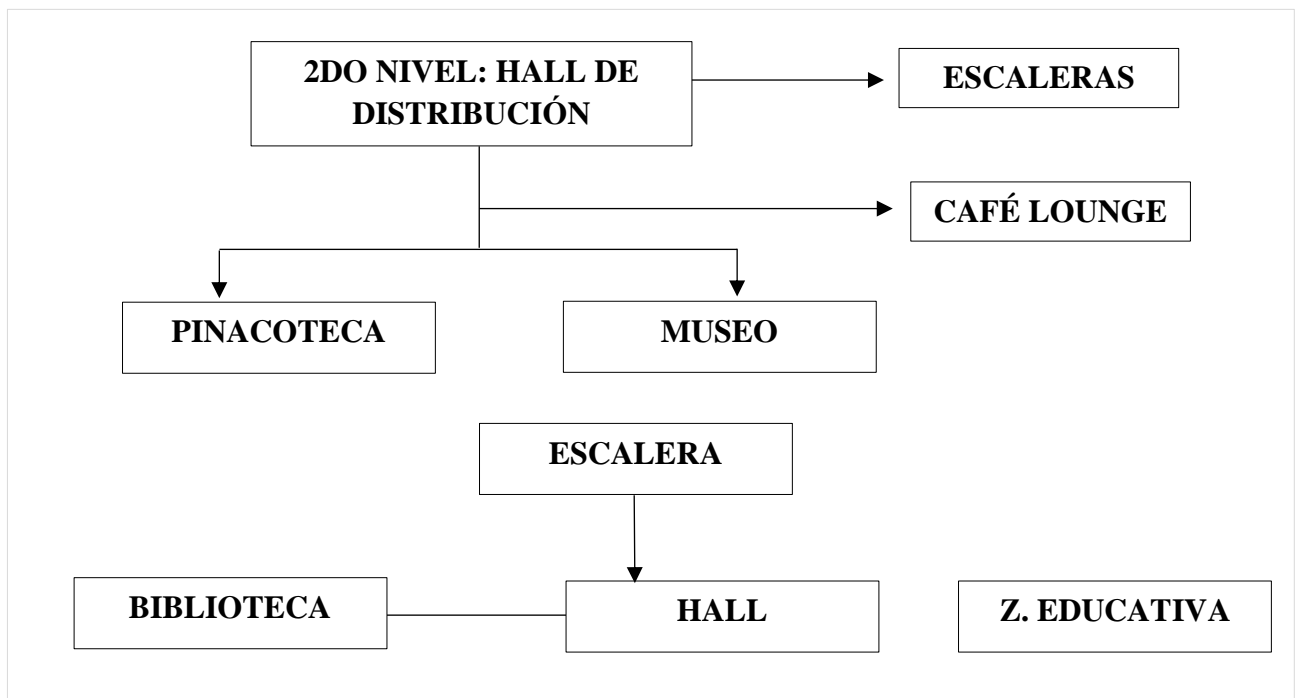 2DO NIVEL: HALL DE
DISTRIBUCIÓN
ESCALERAS
CAFÉ LOUNGE
PINACOTECA
MUSEO
ESCALERA
BIBLIOTECA
HALL
Z. EDUCATIVA